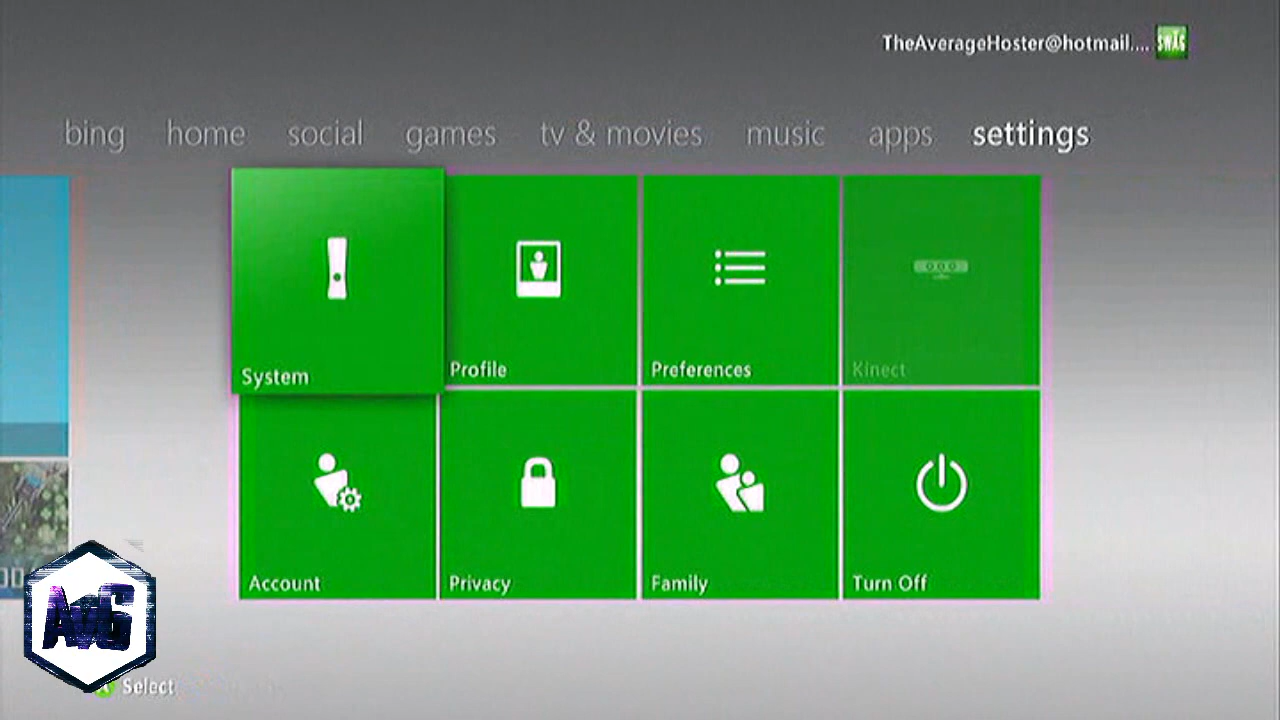 TheAverageHoster@hotmail....
SWAG
bing home social games tv & movies music apps settings
System
Profile
Preferences
Kinect
Account
Privacy
Family
Turn Off
AvG
Select